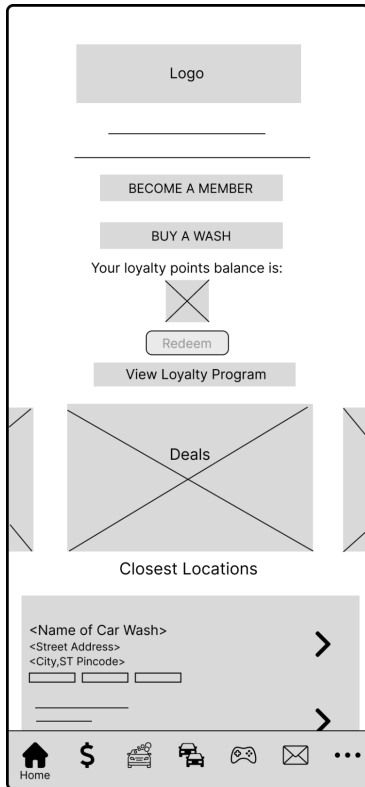 Logo
BECOME A MEMBER
BUY A WASH
Your loyalty points balance is:
Redeem
View Loyalty Program
Deals
Closest Locations
<Name of Car Wash>
<Street Address>
<City,ST Pincode>
$
Home